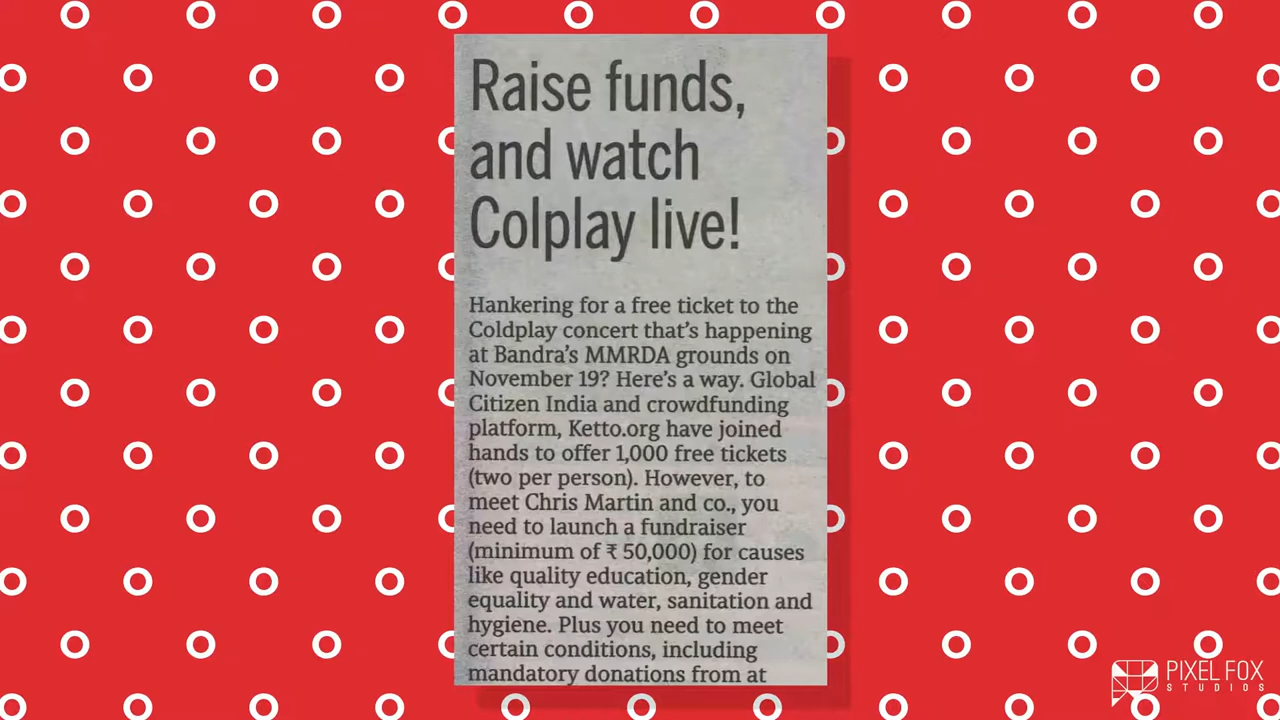 Raise funds,
and watch
Colplay live!
Hankering for a free ticket to the
Coldplay concert that's happening
at Bandra's MMRDA grounds on
November 19? Here's a way. Global
Citizen India and crowdfunding
platform, Ketto.org have joined
hands to offer 1,000 free tickets
(two per person). However, to
meet Chris Martin and co., you
need to launch a fundraiser
(minimum of ₹ 50,000) for causes
like quality education, gender
equality and water, sanitation and
hygiene. Plus you need to meet
certain conditions, including
mandatory donations from at
PIXEL FOX
STUDIOS